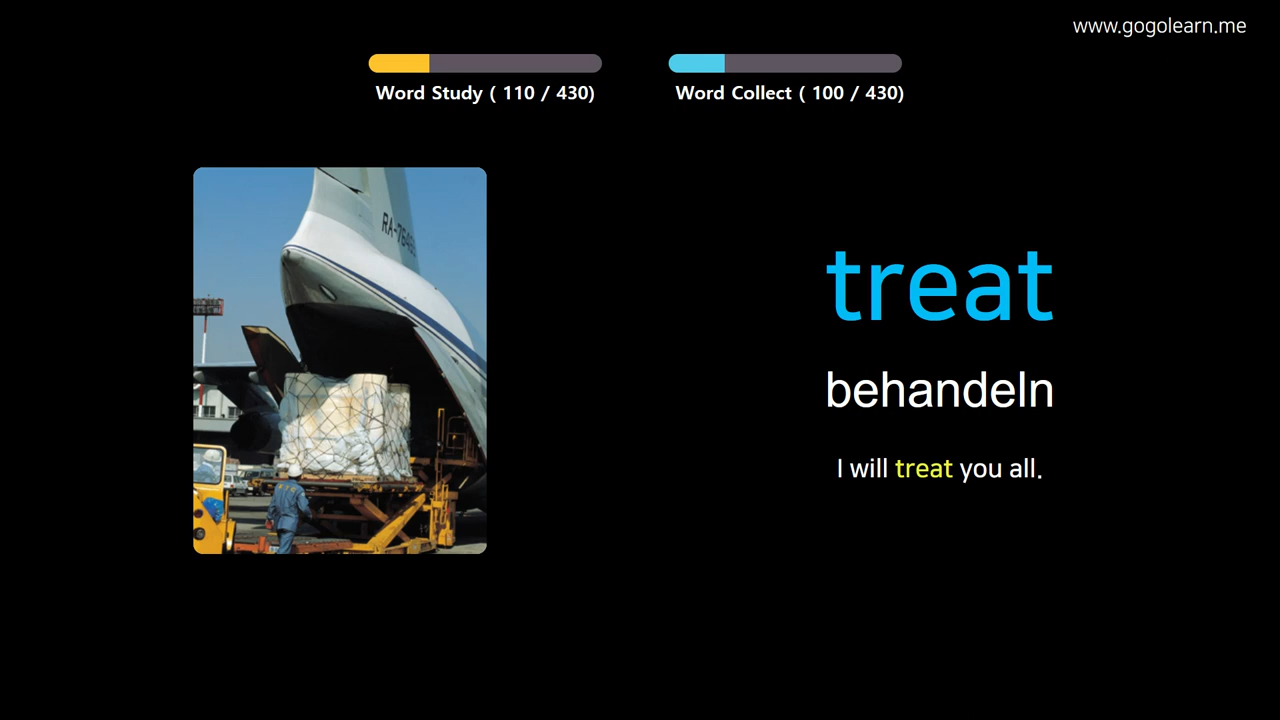 www.gogolearn.me
Word Study ( 110 / 430)
Word Collect ( 100 / 430)
treat
behandeln
I will treat you all.